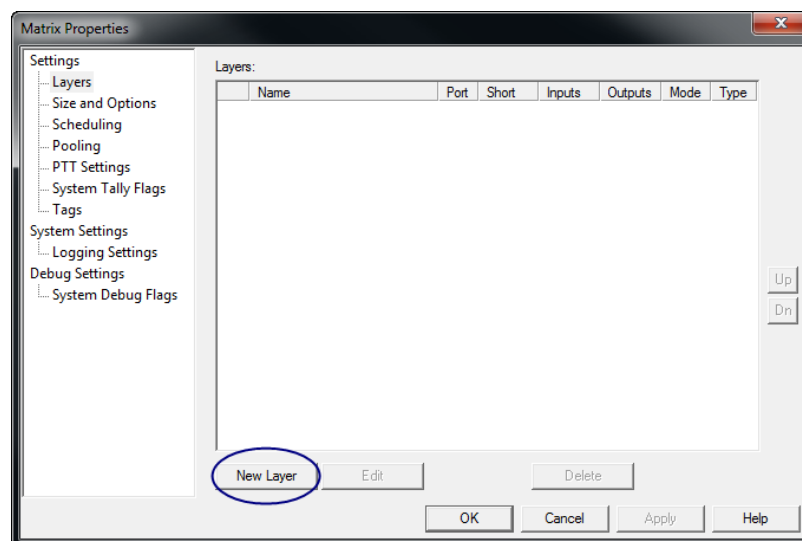 Matrix Properties
Settings
Layers
Size and Options
Scheduling
Pooling
PTT Settings
System Tally Flags
Tags
System Settings
Logging Settings
Debug Settings
System Debug Flags
Layers:
Name Port Short Inputs Outputs Mode Type
Up
Dn
New Layer Edit Delete
OK Cancel Apply Help